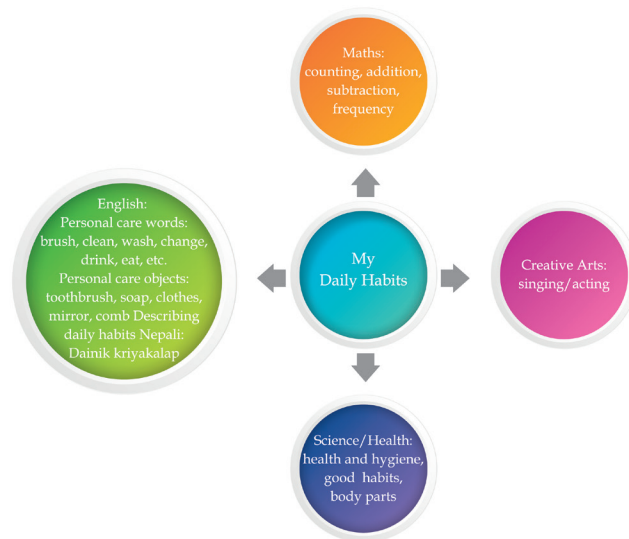 Maths:
counting, addition,
subtraction,
frequency
English:
Personal care words:
brush, clean, wash, change,
drink, eat, etc.
Personal care objects:
toothbrush, soap, clothes,
mirror, comb Describing
daily habits Nepali:
Dainik kriyakalap
My
Daily Habits
Creative Arts:
singing/acting
Science/Health:
health and hygiene,
good habits,
body parts